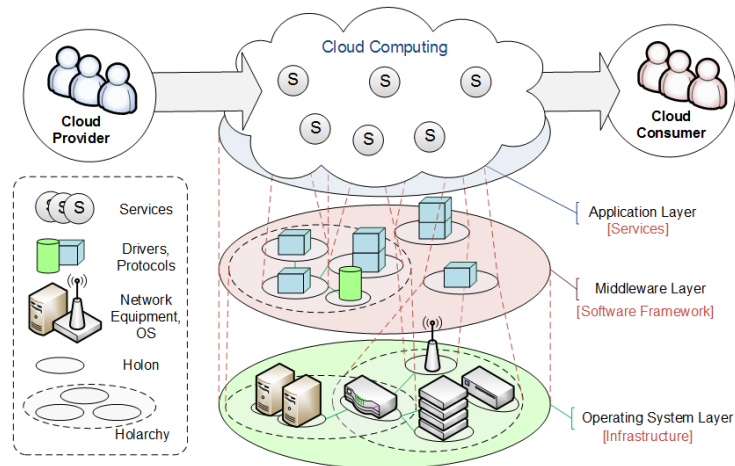 Cloud Computing
S
S
S
S
S
S
Cloud
Provider
Cloud
Consumer
S S S
Services
Drivers,
Protocols
Network
Equipment,
OS
Holon
Holarchy
Application Layer
[Services]
Middleware Layer
[Software Framework]
Operating System Layer
[Infrastructure]